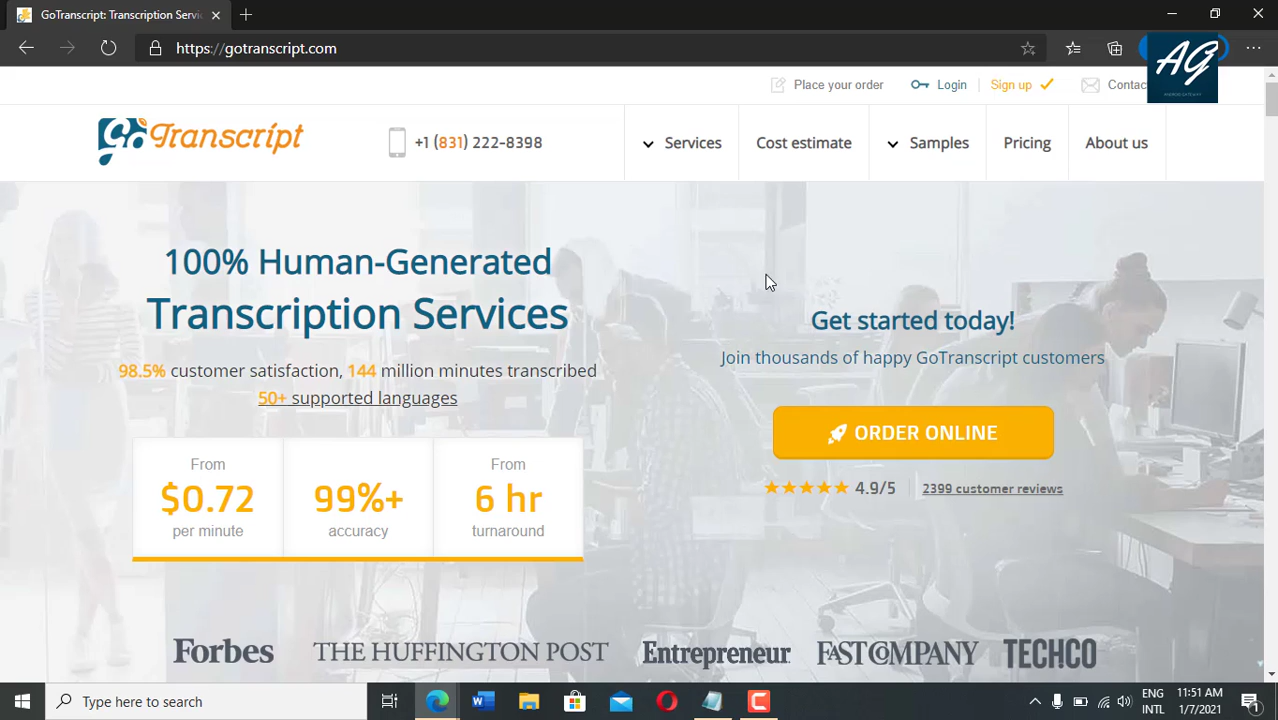 GoTranscript: Transcription Servic
https://gotranscript.com
AG
Place your order
Login
Sign up
Contac
GoTranscript
+1 (831) 222-8398
Services
Cost estimate
Samples
Pricing
About us
100% Human-Generated
Transcription Services
98.5% customer satisfaction, 144 million minutes transcribed
50+ supported languages
From
$0.72
per minute
99%+
accuracy
From
6 hr
turnaround
Get started today!
Join thousands of happy GoTranscript customers
ORDER ONLINE
4.9/5
2399 customer reviews
Forbes
THE HUFFINGTON POST
Entrepreneur
FAST COMPANY
TECH.CO
Type here to search
ENG
INTL
11:51 AM
1/7/2021
1